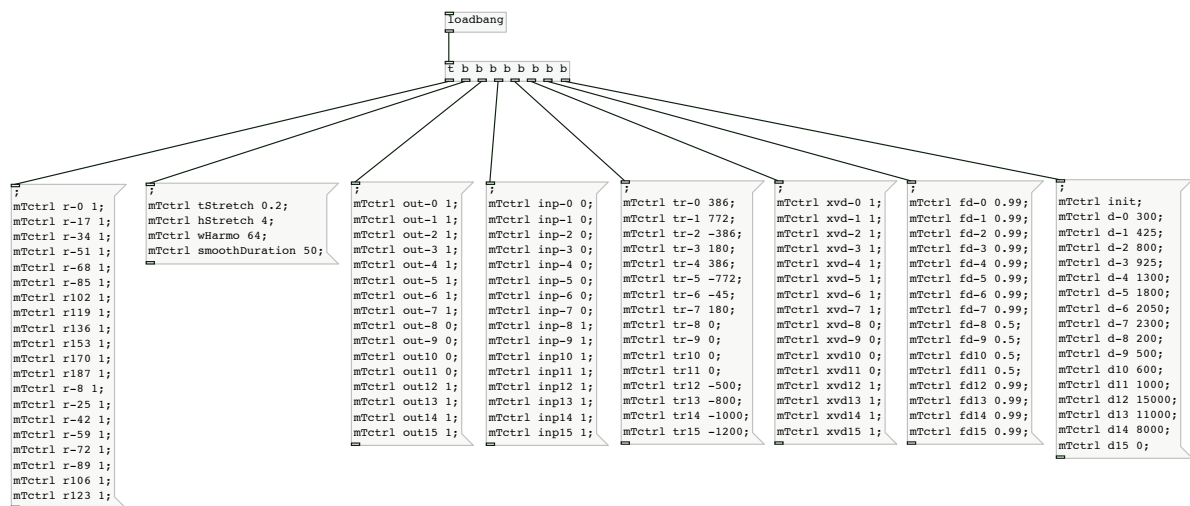 loadbang
t b b b b b b b
;
mTctrl r-0 1;
mTctrl r-17 1;
mTctrl r-34 1;
mTctrl r-51 1;
mTctrl r-68 1;
mTctrl r-85 1;
mTctrl r102 1;
mTctrl r119 1;
mTctrl r136 1;
mTctrl r153 1;
mTctrl r170 1;
mTctrl r187 1;
mTctrl r-8 1;
mTctrl r-25 1;
mTctrl r-42 1;
mTctrl r-59 1;
mTctrl r-72 1;
mTctrl r-89 1;
mTctrl r106 1;
mTctrl r123 1;
;
mTctrl tStretch 0.2;
mTctrl hStretch 4;
mTctrl wHarmo 64;
mTctrl smoothDuration 50;
;
mTctrl out-0 1;
mTctrl out-1 1;
mTctrl out-2 1;
mTctrl out-3 1;
mTctrl out-4 1;
mTctrl out-5 1;
mTctrl out-6 1;
mTctrl out-7 1;
mTctrl out-8 0;
mTctrl out-9 0;
mTctrl out10 0;
mTctrl out11 0;
mTctrl out12 1;
mTctrl out13 1;
mTctrl out14 1;
mTctrl out15 1;
;
mTctrl inp-0 0;
mTctrl inp-1 0;
mTctrl inp-2 0;
mTctrl inp-3 0;
mTctrl inp-4 0;
mTctrl inp-5 0;
mTctrl inp-6 0;
mTctrl inp-7 0;
mTctrl inp-8 1;
mTctrl inp-9 1;
mTctrl inp10 1;
mTctrl inp11 1;
mTctrl inp12 1;
mTctrl inp13 1;
mTctrl inp14 1;
mTctrl inp15 1;
;
mTctrl tr-0 386;
mTctrl tr-1 772;
mTctrl tr-2 -386;
mTctrl tr-3 180;
mTctrl tr-4 386;
mTctrl tr-5 -772;
mTctrl tr-6 -45;
mTctrl tr-7 180;
mTctrl tr-8 0;
mTctrl tr-9 0;
mTctrl tr10 0;
mTctrl tr11 0;
mTctrl tr12 -500;
mTctrl tr13 -800;
mTctrl tr14 -1000;
mTctrl tr15 -1200;
;
mTctrl xvd-0 1;
mTctrl xvd-1 1;
mTctrl xvd-2 1;
mTctrl xvd-3 1;
mTctrl xvd-4 1;
mTctrl xvd-5 1;
mTctrl xvd-6 1;
mTctrl xvd-7 1;
mTctrl xvd-8 0;
mTctrl xvd-9 0;
mTctrl xvd10 0;
mTctrl xvd11 0;
mTctrl xvd12 1;
mTctrl xvd13 1;
mTctrl xvd14 1;
mTctrl xvd15 1;
;
mTctrl fd-0 0.99;
mTctrl fd-1 0.99;
mTctrl fd-2 0.99;
mTctrl fd-3 0.99;
mTctrl fd-4 0.99;
mTctrl fd-5 0.99;
mTctrl fd-6 0.99;
mTctrl fd-7 0.99;
mTctrl fd-8 0.5;
mTctrl fd-9 0.5;
mTctrl fd10 0.5;
mTctrl fd11 0.5;
mTctrl fd12 0.99;
mTctrl fd13 0.99;
mTctrl fd14 0.99;
mTctrl fd15 0.99;
;
mTctrl init;
mTctrl d-0 300;
mTctrl d-1 425;
mTctrl d-2 800;
mTctrl d-3 925;
mTctrl d-4 1300;
mTctrl d-5 1800;
mTctrl d-6 2050;
mTctrl d-7 2300;
mTctrl d-8 200;
mTctrl d-9 500;
mTctrl d10 600;
mTctrl d11 1000;
mTctrl d12 15000;
mTctrl d13 11000;
mTctrl d14 8000;
mTctrl d15 0;